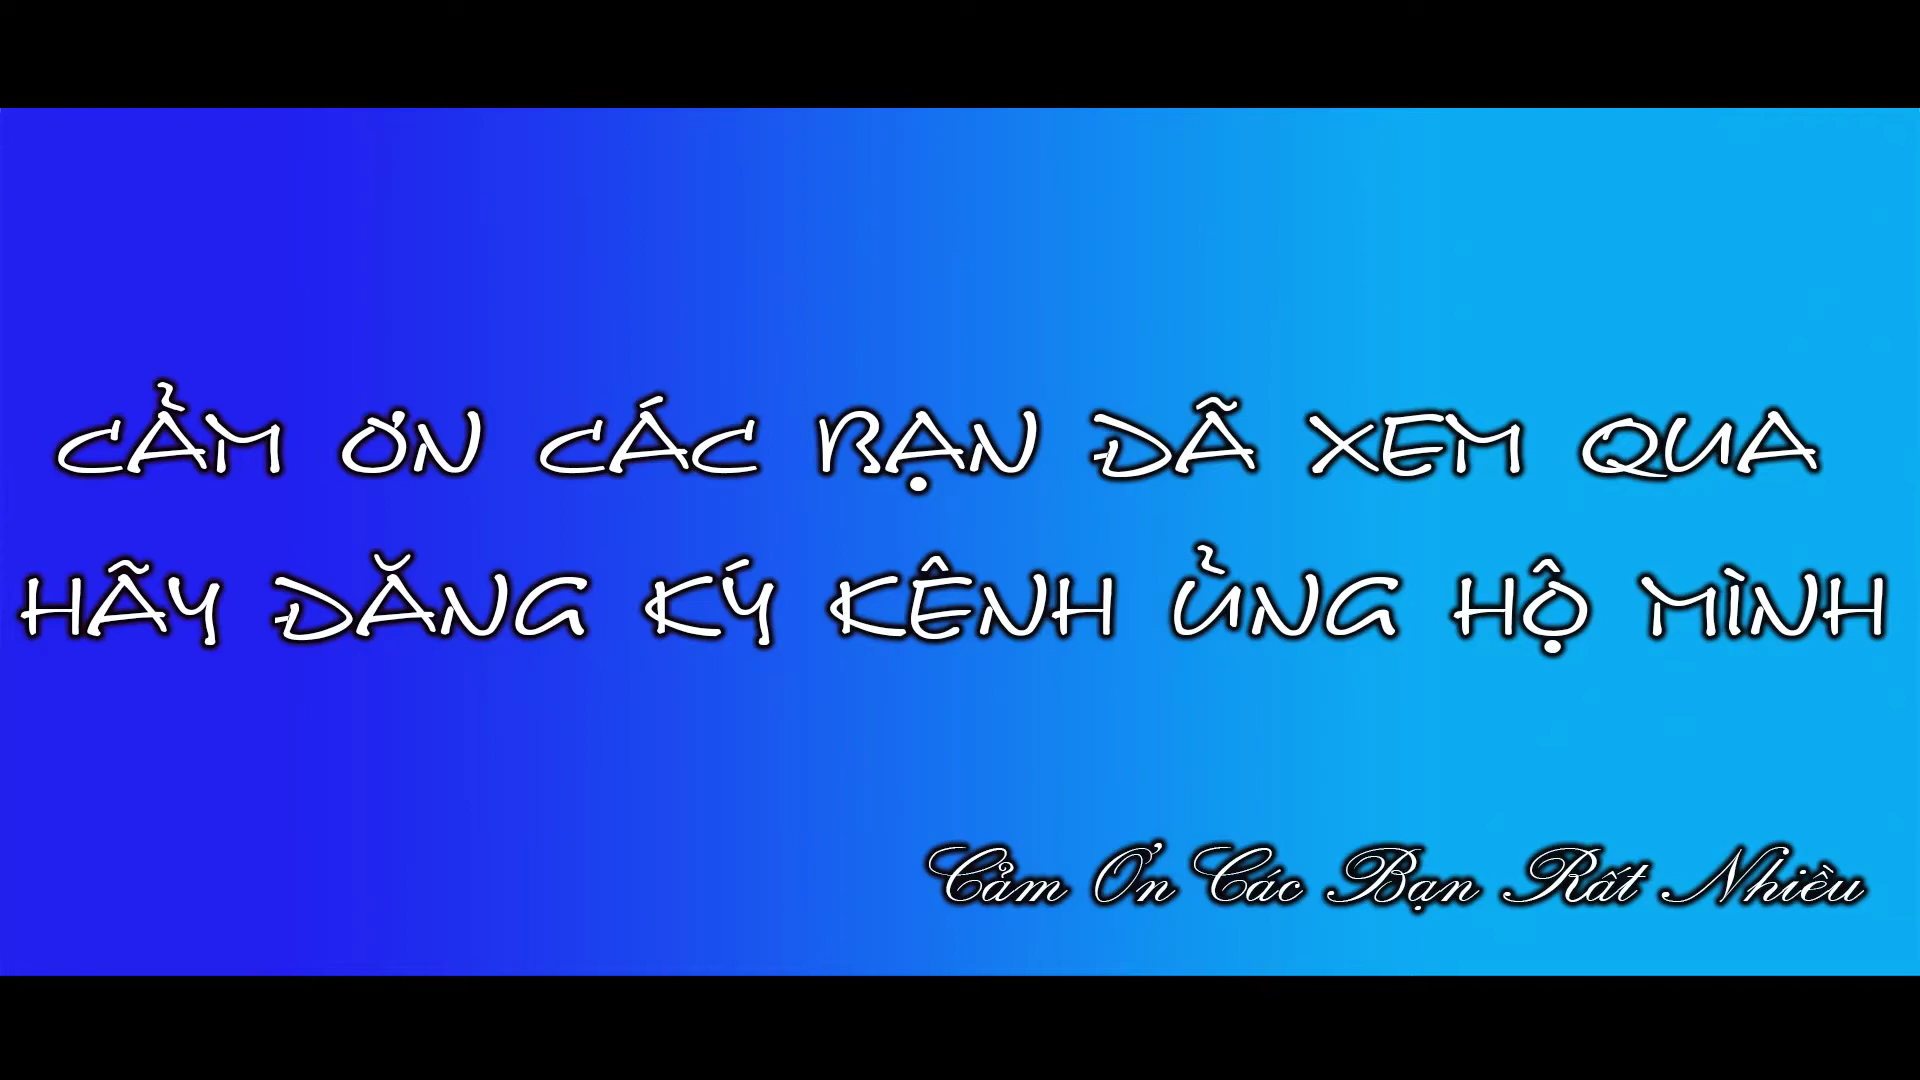 CẢM ƠN CÁC BẠN ĐÃ XEM QUA
HÃY ĐĂNG KÝ KÊNH ỦNG HỘ MÌNH
Cảm Ơn Các Bạn Rất Nhiều